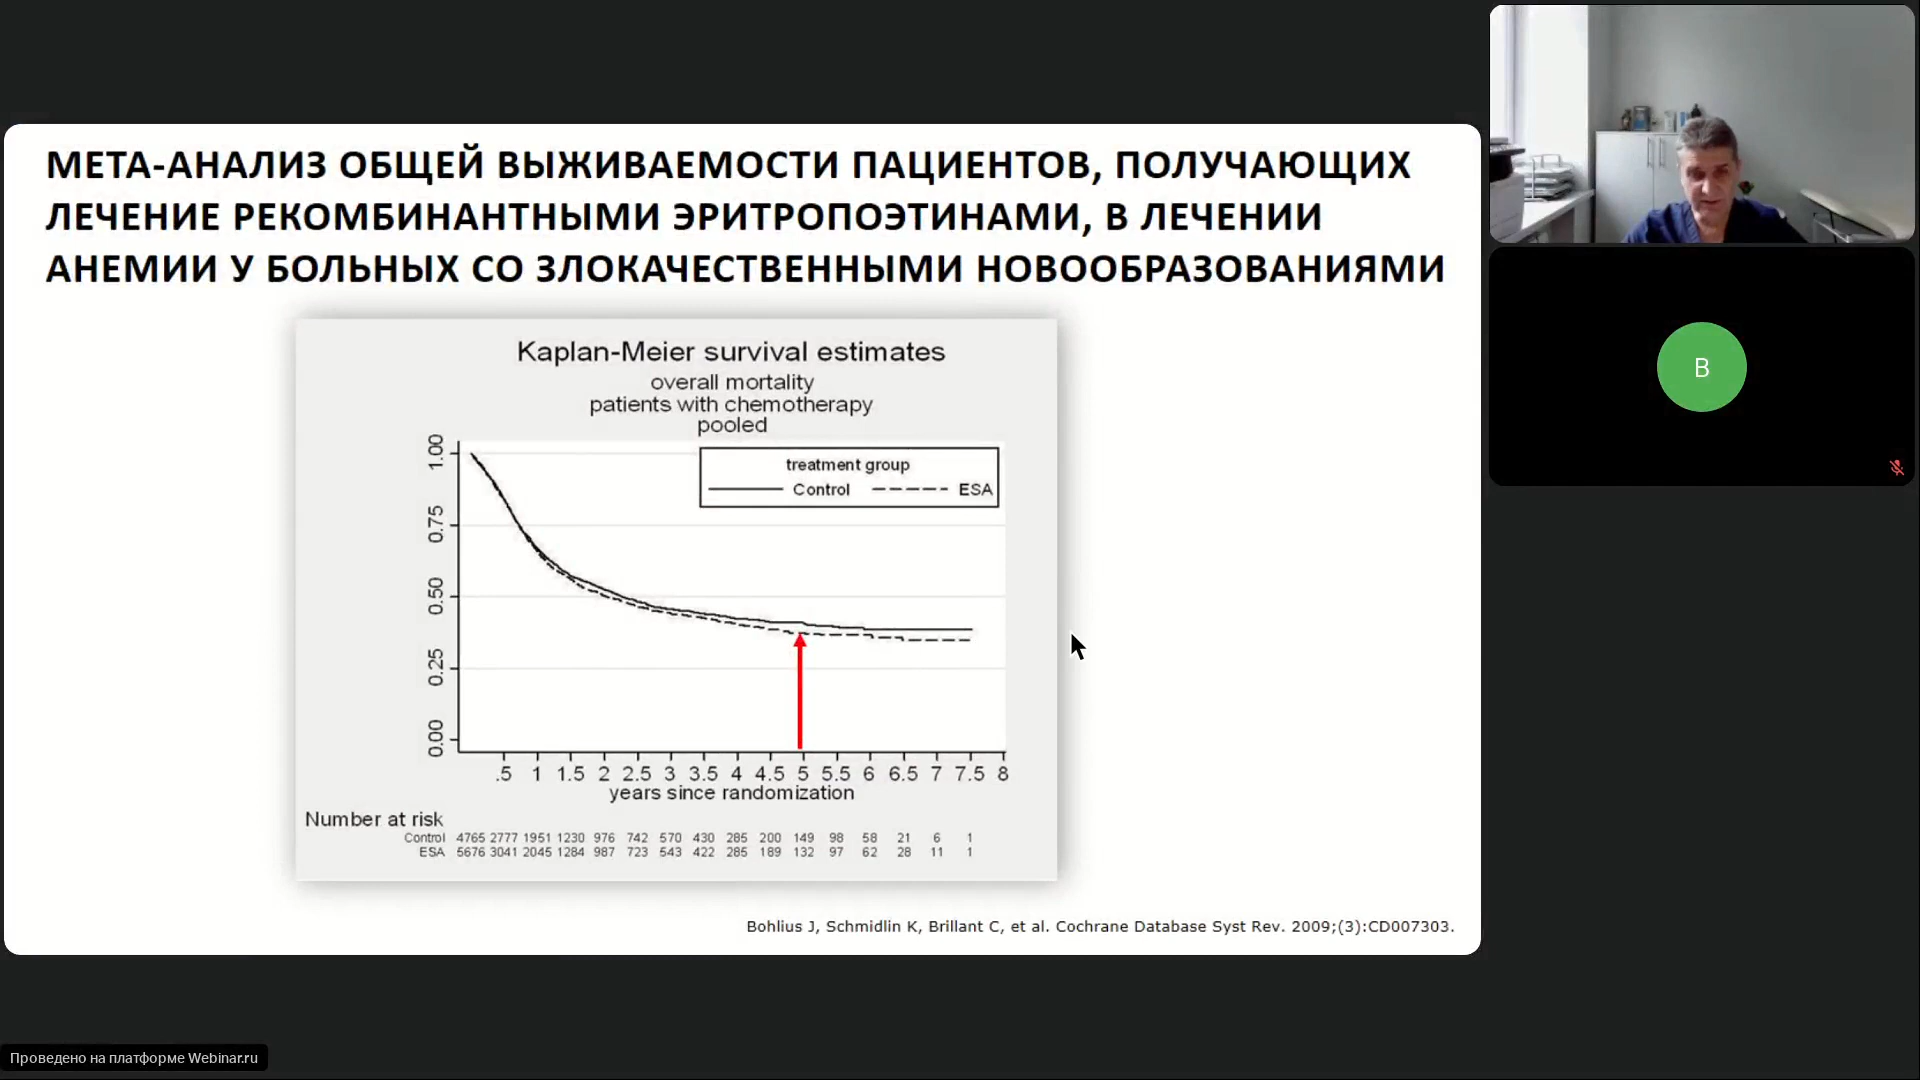 МЕТА-АНАЛИЗ ОБЩЕЙ ВЫЖИВАЕМОСТИ ПАЦИЕНТОВ, ПОЛУЧАЮЩИХ
ЛЕЧЕНИЕ РЕКОМБИНАНТНЫМИ ЭРИТРОПОЭТИНАМИ, В ЛЕЧЕНИИ
АНЕМИИ У БОЛЬНЫХ СО ЗЛОКАЧЕСТВЕННЫМИ НОВООБРАЗОВАНИЯМИ
Kaplan-Meier survival estimates
overall mortality
patients with chemotherapy
pooled
treatment group
Control ESA
1.00
0.75
0.50
0.25
0.00
.5 1 1.5 2 2.5 3 3.5 4 4.5 5 5.5 6 6.5 7 7.5 8
years since randomization
Number at risk
Control 4765 2777 1951 1230 976 742 570 430 285 200 149 98 58 21 6 1
ESA 5676 3041 2045 1284 987 723 543 422 285 189 132 97 62 28 11 1
Bohlius J, Schmidlin K, Brillant C, et al. Cochrane Database Syst Rev. 2009;(3):CD007303.
B
Проведено на платформе Webinar.ru